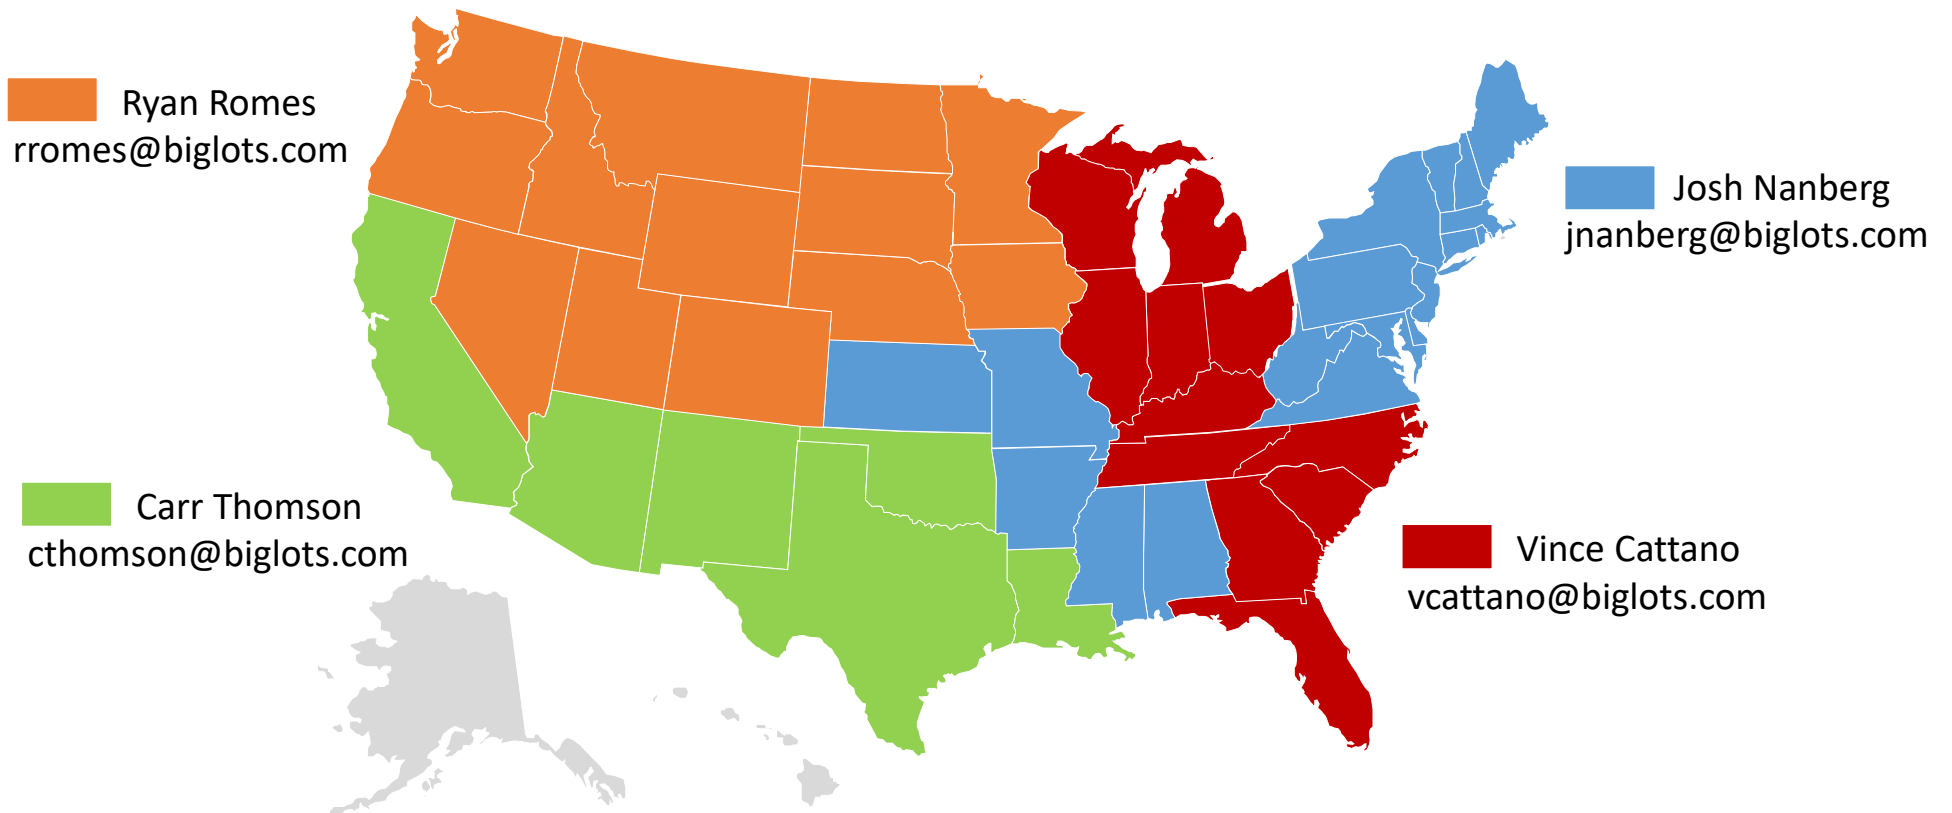 Ryan Romes
rromes@biglots.com
Josh Nanberg
jnanberg@biglots.com
Carr Thomson
cthomson@biglots.com
Vince Cattano
vcattano@biglots.com